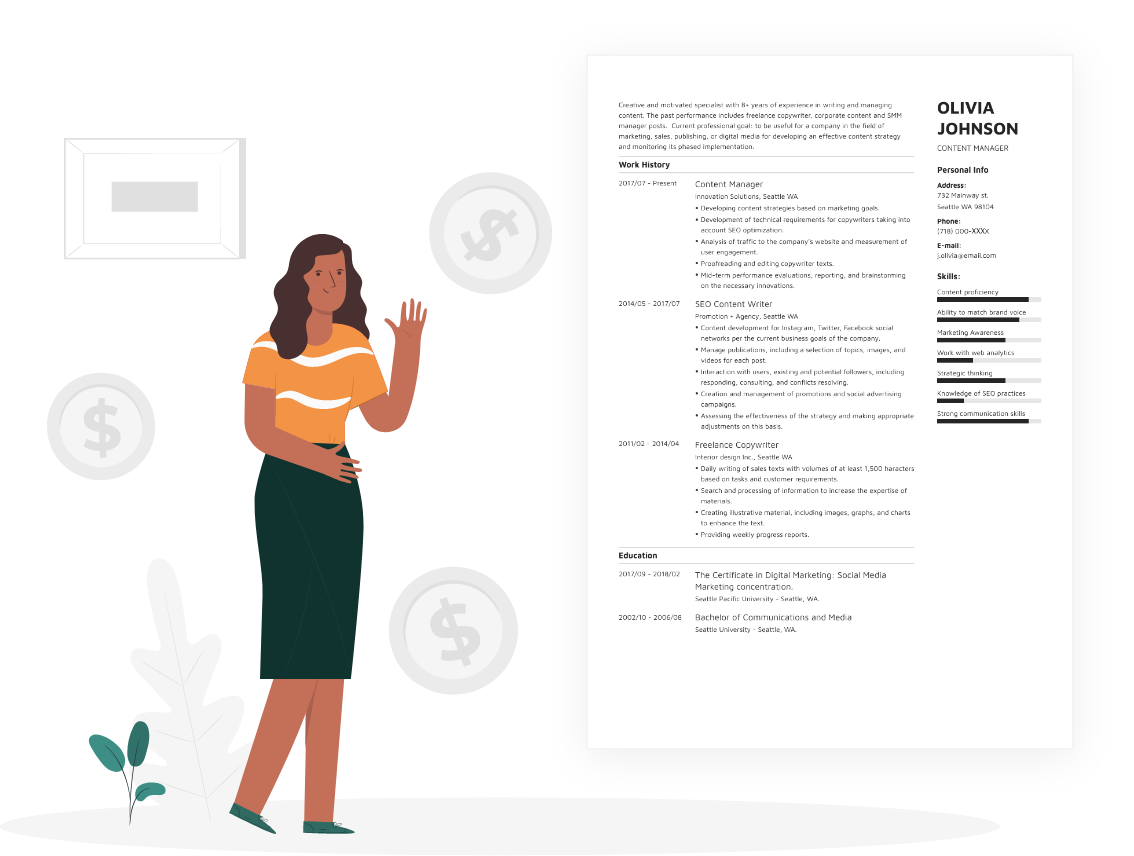 Creative and motivated specialist with 8+ years of experience in writing and managing
content. The past performance includes freelance copywriter, corporate content and SMM
manager posts. Current professional goal: to be useful for a company in the field of
marketing, sales, publishing, or digital media for developing an effective content strategy
and monitoring its phased implementation.
Work History
2017/07 - Present
Content Manager
Innovation Solutions, Seattle WA
• Developing content strategies based on marketing goals.
• Development of technical requirements for copywriters taking into
account SEO optimization.
• Analysis of traffic to the company's website and measurement of
user engagement.
• Proofreading and editing copywriter texts.
• Mid-term performance evaluations, reporting, and brainstorming
on the necessary innovations.
2014/05 - 2017/07
SEO Content Writer
Promotion + Agency, Seattle WA
• Content development for Instagram, Twitter, Facebook social
networks per the current business goals of the company.
• Manage publications, including a selection of topics, images, and
videos for each post.
• Interaction with users, existing and potential followers, including
responding, consulting, and conflicts resolving.
• Creation and management of promotions and social advertising
campaigns.
• Assessing the effectiveness of the strategy and making appropriate
adjustments on this basis.
2011/02 - 2014/04
Freelance Copywriter
Interior design Inc., Seattle WA
• Daily writing of sales texts with volumes of at least 1,500 haracters
based on tasks and customer requirements.
• Search and processing of information to increase the expertise of
materials.
• Creating illustrative material, including images, graphs, and charts
to enhance the text.
• Providing weekly progress reports.
Education
2017/09 - 2018/02
The Certificate in Digital Marketing: Social Media
Marketing concentration.
Seattle Pacific University - Seattle, WA.
2002/10 - 2006/08
Bachelor of Communications and Media
Seattle University - Seattle, WA.
OLIVIA
JOHNSON
CONTENT MANAGER
Personal Info
Address:
732 Mainway st.
Seattle WA 98104
Phone:
(718) 000-XXXX
E-mail:
j.olivia@email.com
Skills:
Content proficiency
Ability to match brand voice
Marketing Awareness
Work with web analytics
Strategic thinking
Knowledge of SEO practices
Strong communication skills
$
$
$